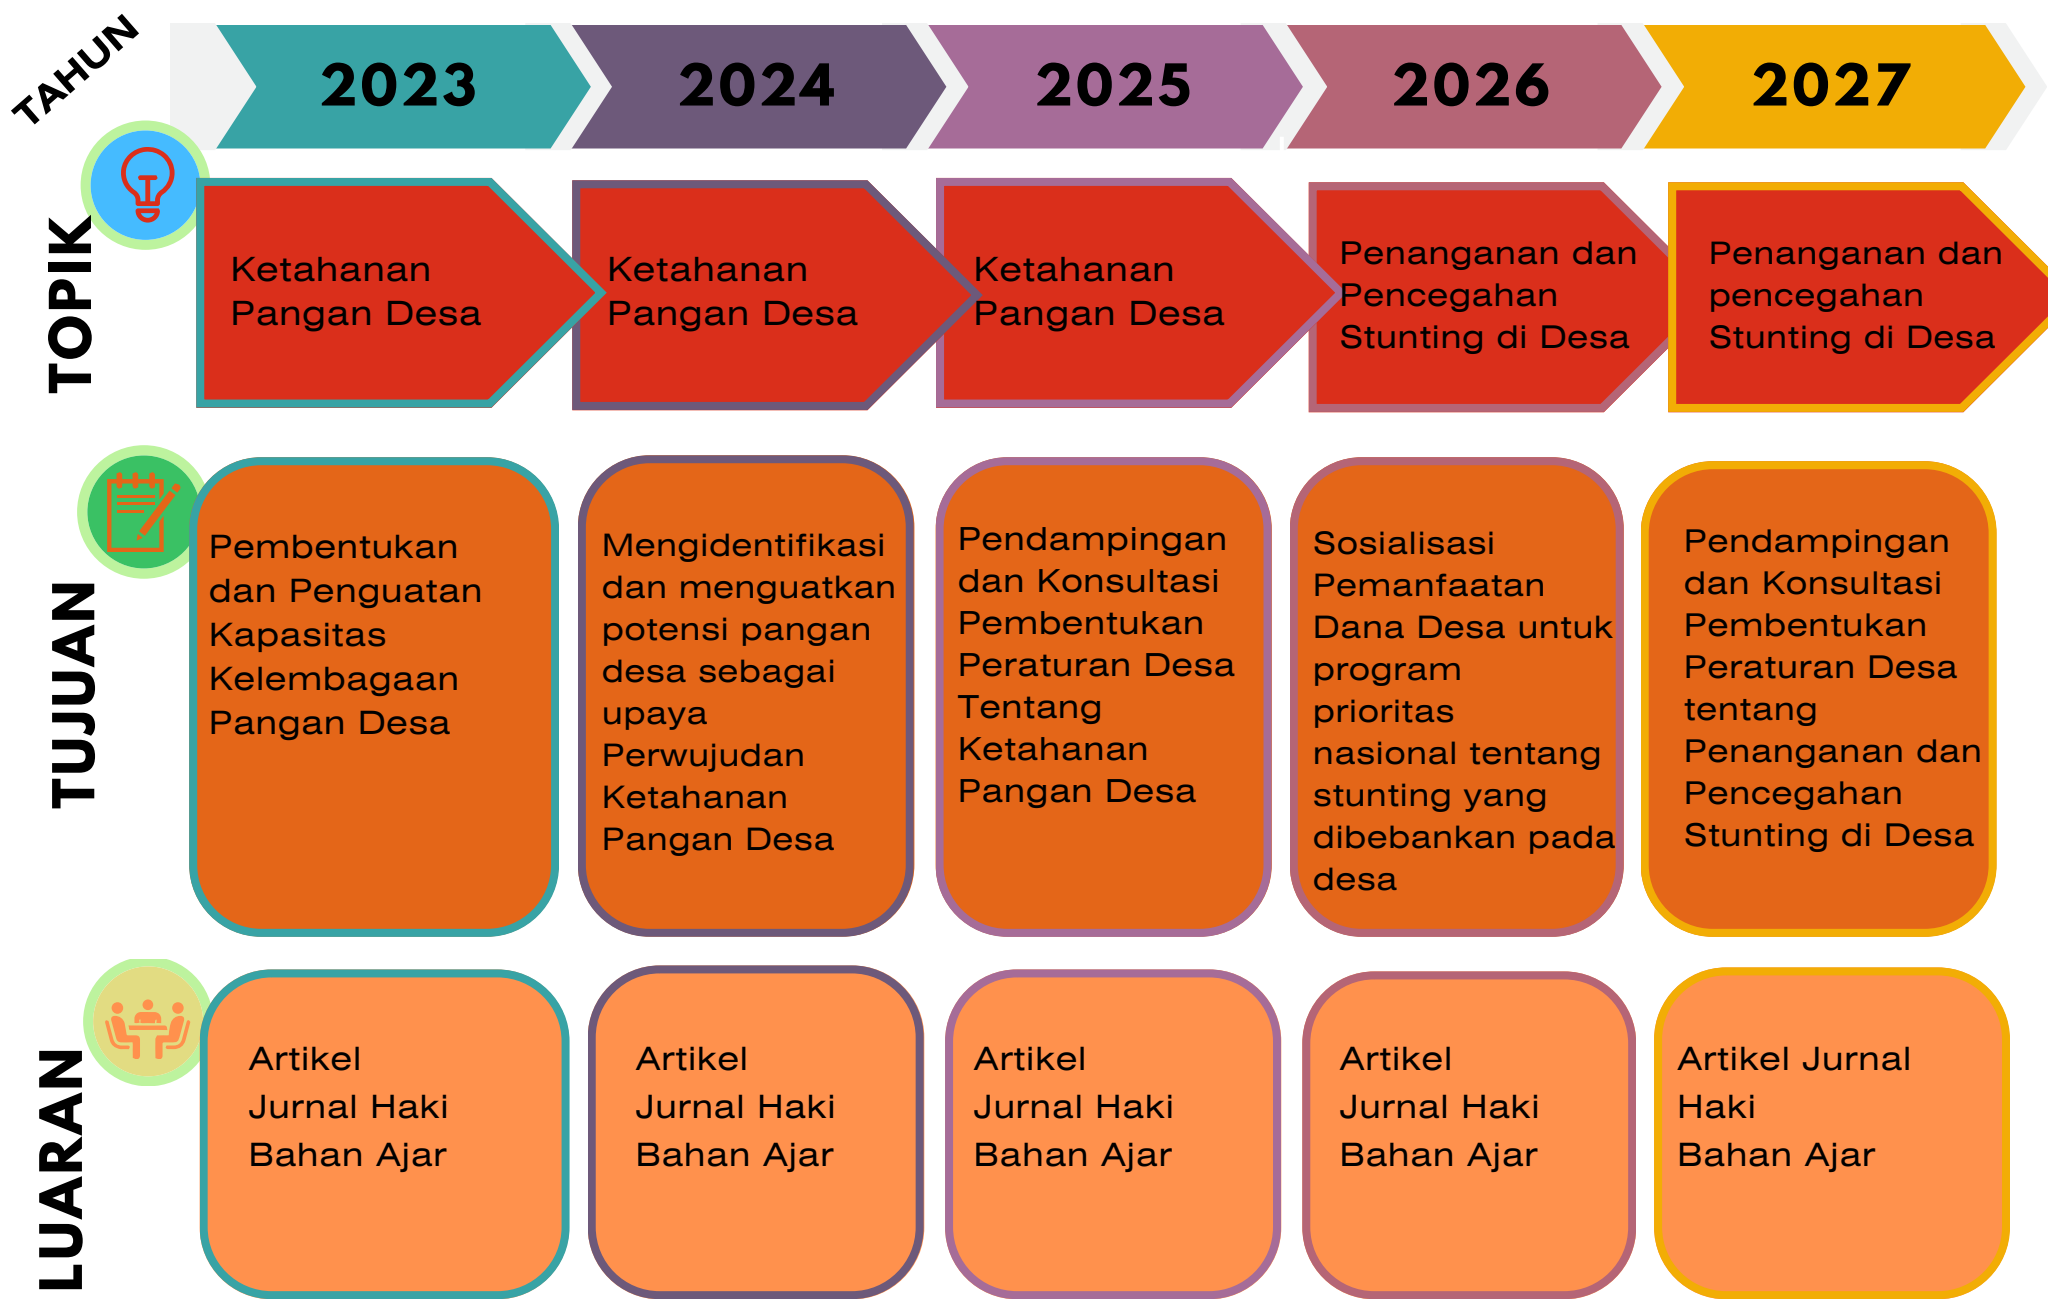 TAHUN
2023
2024
2025
2026
2027
TOPIK
Ketahanan
Pangan Desa
Ketahanan
Pangan Desa
Ketahanan
Pangan Desa
Penanganan dan
Pencegahan
Stunting di Desa
Penanganan dan
pencegahan
Stunting di Desa
TUJUAN
Pembentukan
dan Penguatan
Kapasitas
Kelembagaan
Pangan Desa
Mengidentifikasi
dan menguatkan
potensi pangan
desa sebagai
upaya
Perwujudan
Ketahanan
Pangan Desa
Pendampingan
dan Konsultasi
Pembentukan
Peraturan Desa
Tentang
Ketahanan
Pangan Desa
Sosialisasi
Pemanfaatan
Dana Desa untuk
program
prioritas
nasional tentang
stunting yang
dibebankan pada
desa
Pendampingan
dan Konsultasi
Pembentukan
Peraturan Desa
tentang
Penanganan dan
Pencegahan
Stunting di Desa
LUARAN
Artikel
Jurnal Haki
Bahan Ajar
Artikel
Jurnal Haki
Bahan Ajar
Artikel
Jurnal Haki
Bahan Ajar
Artikel
Jurnal Haki
Bahan Ajar
Artikel Jurnal
Haki
Bahan Ajar